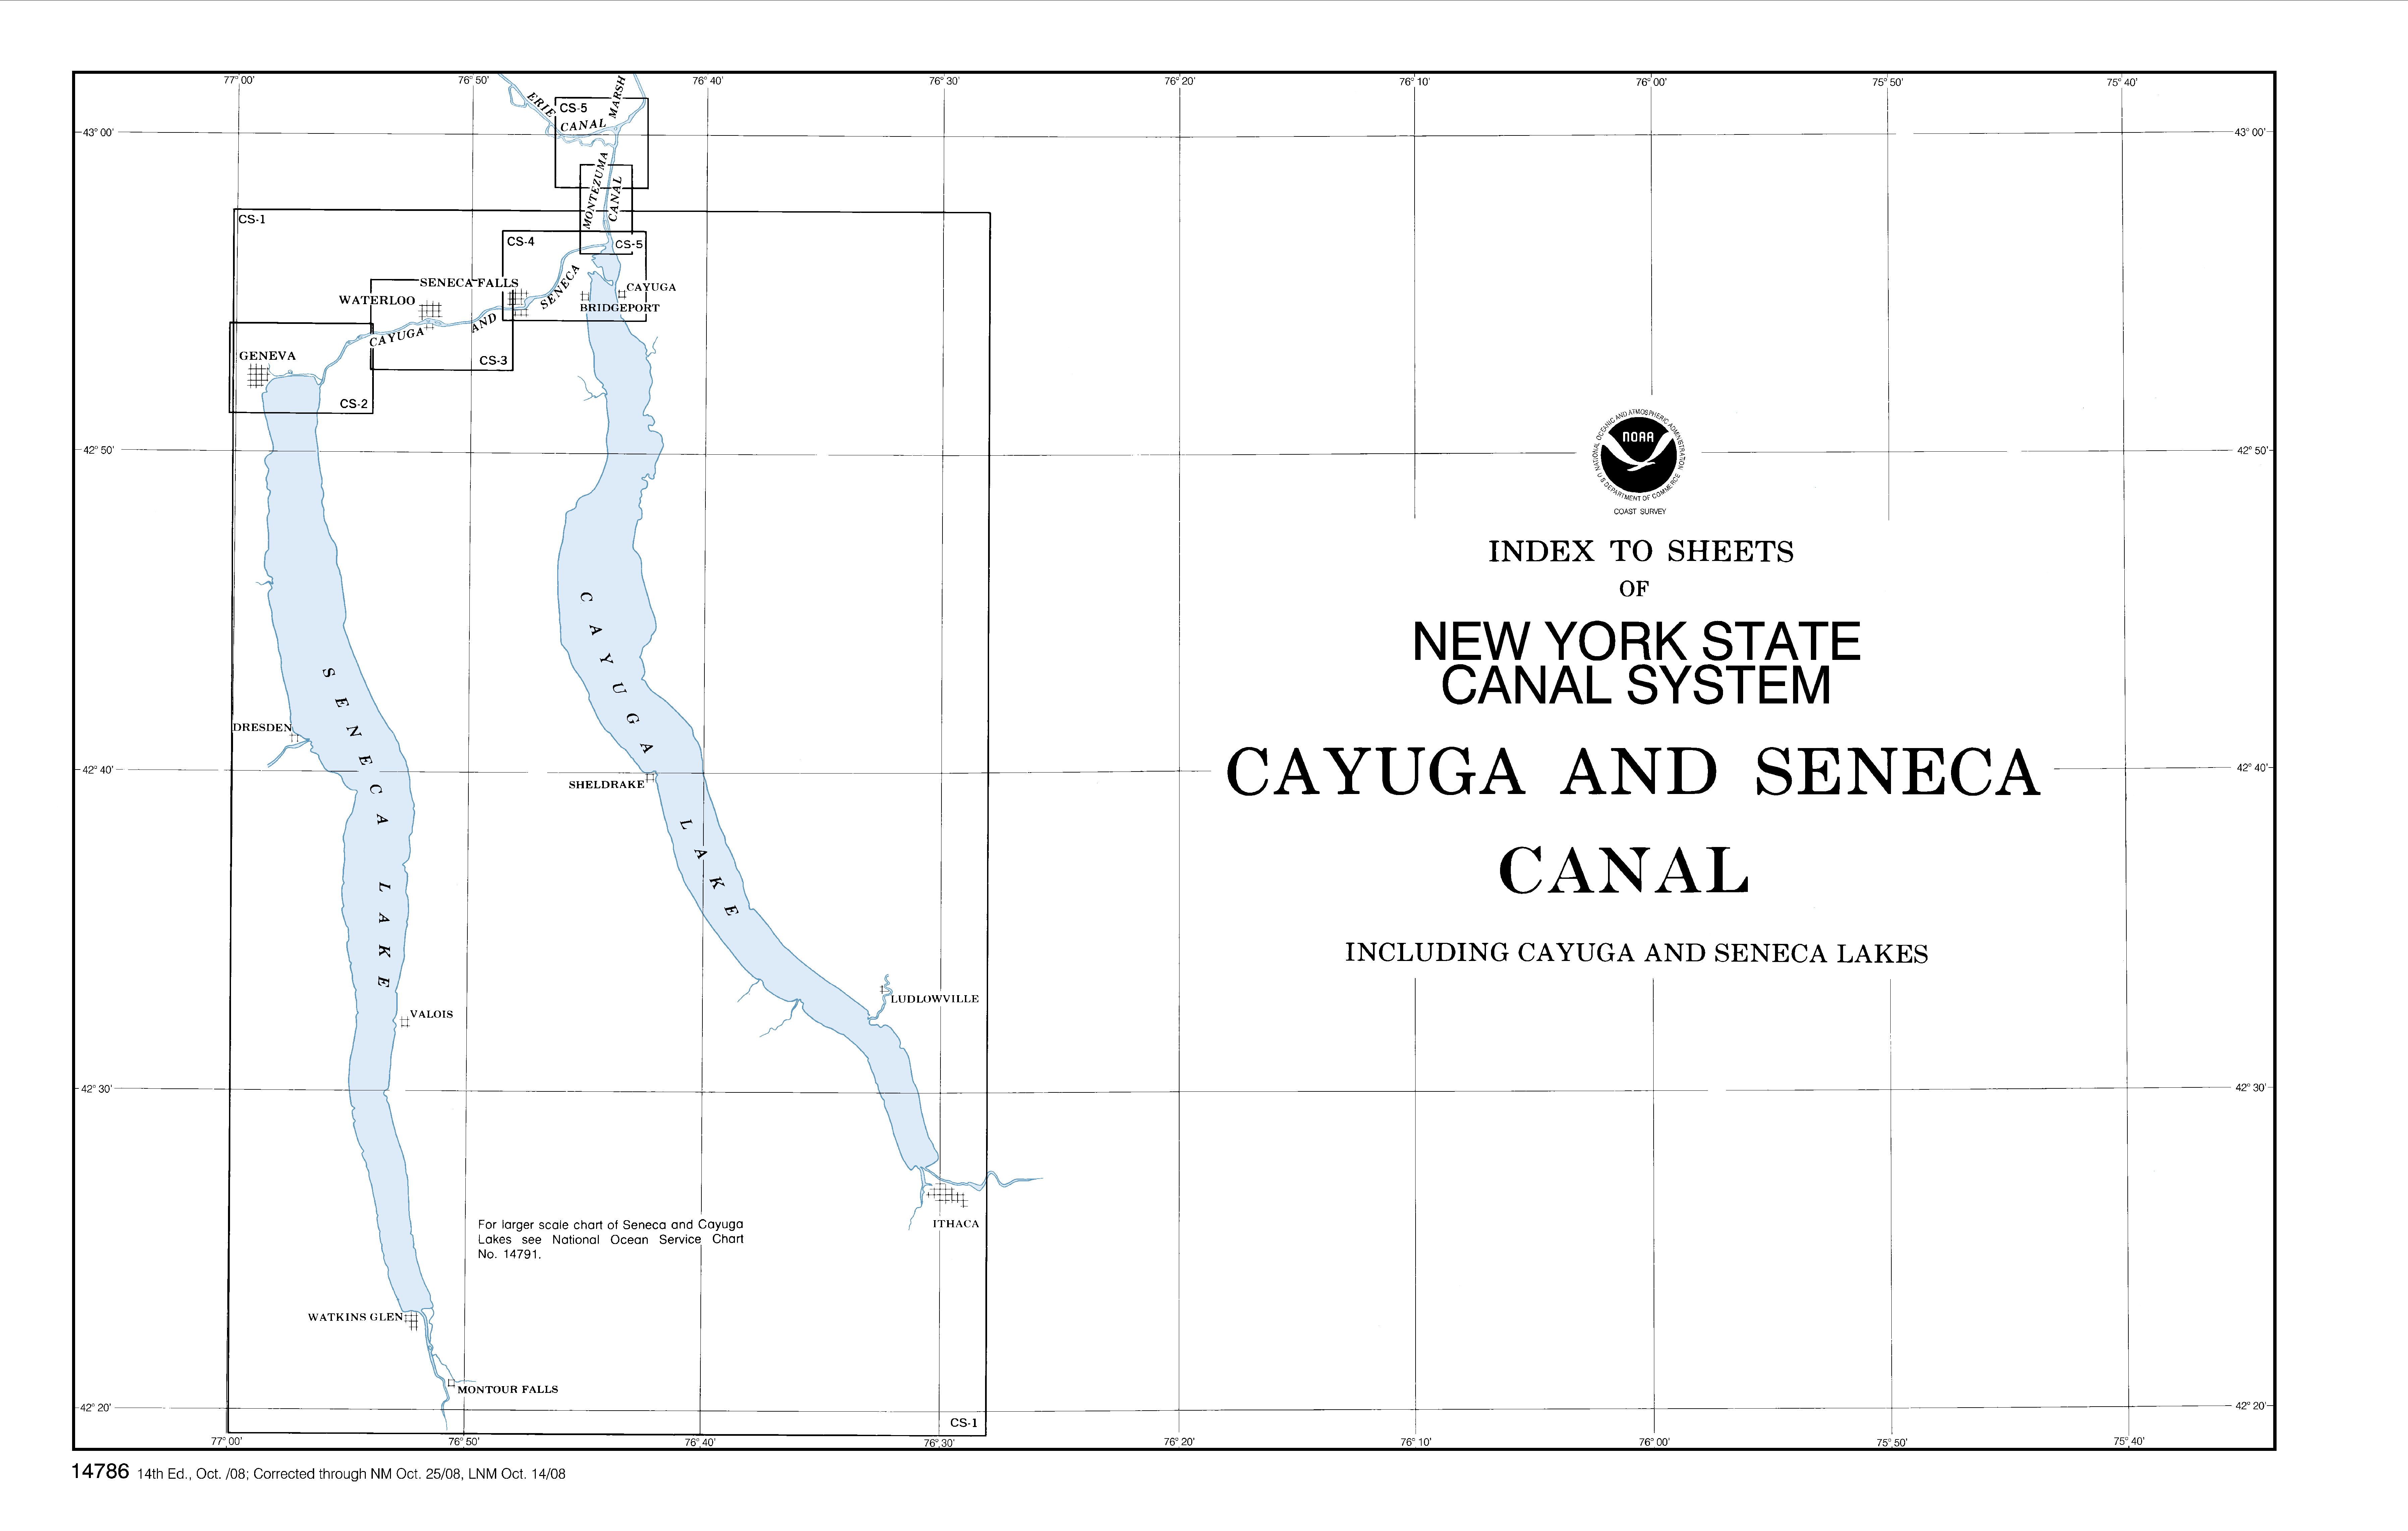 77° 00'
76° 50'
76° 40'
76° 30'
76° 20'
76° 10'
76° 00'
75° 50'
75° 40'
ERIE
CANAL
CS-5
MARSH
43° 00'
43° 00'
MONTEZUMA
CANAL
CS-1
CS-4
CS-5
SENECA FALLS
WATERLOO
SENECA
CAYUGA
BRIDGEPORT
AND
CAYUGA
GENEVA
CS-3
CS-2
42° 50'
42° 50'
U S DEPARTMENT OF COMMERCE
NATIONAL OCEANIC AND ATMOSPHERIC ADMINISTRATION
NOAA
COAST SURVEY
INDEX TO SHEETS
OF
NEW YORK STATE
CANAL SYSTEM
CAYUGA AND SENECA
CANAL
INCLUDING CAYUGA AND SENECA LAKES
CAYUGA LAKE
SENECA LAKE
DRESDEN
42° 40'
42° 40'
SHELDRAKE
LUDLOWVILLE
VALOIS
42° 30'
42° 30'
ITHACA
For larger scale chart of Seneca and Cayuga
Lakes see National Ocean Service Chart
No. 14791.
WATKINS GLEN
MONTOUR FALLS
42° 20'
42° 20'
CS-1
77° 00'
76° 50'
76° 40'
76° 30'
76° 20'
76° 10'
76° 00'
75° 50'
75° 40'
14786 14th Ed., Oct. /08; Corrected through NM Oct. 25/08, LNM Oct. 14/08